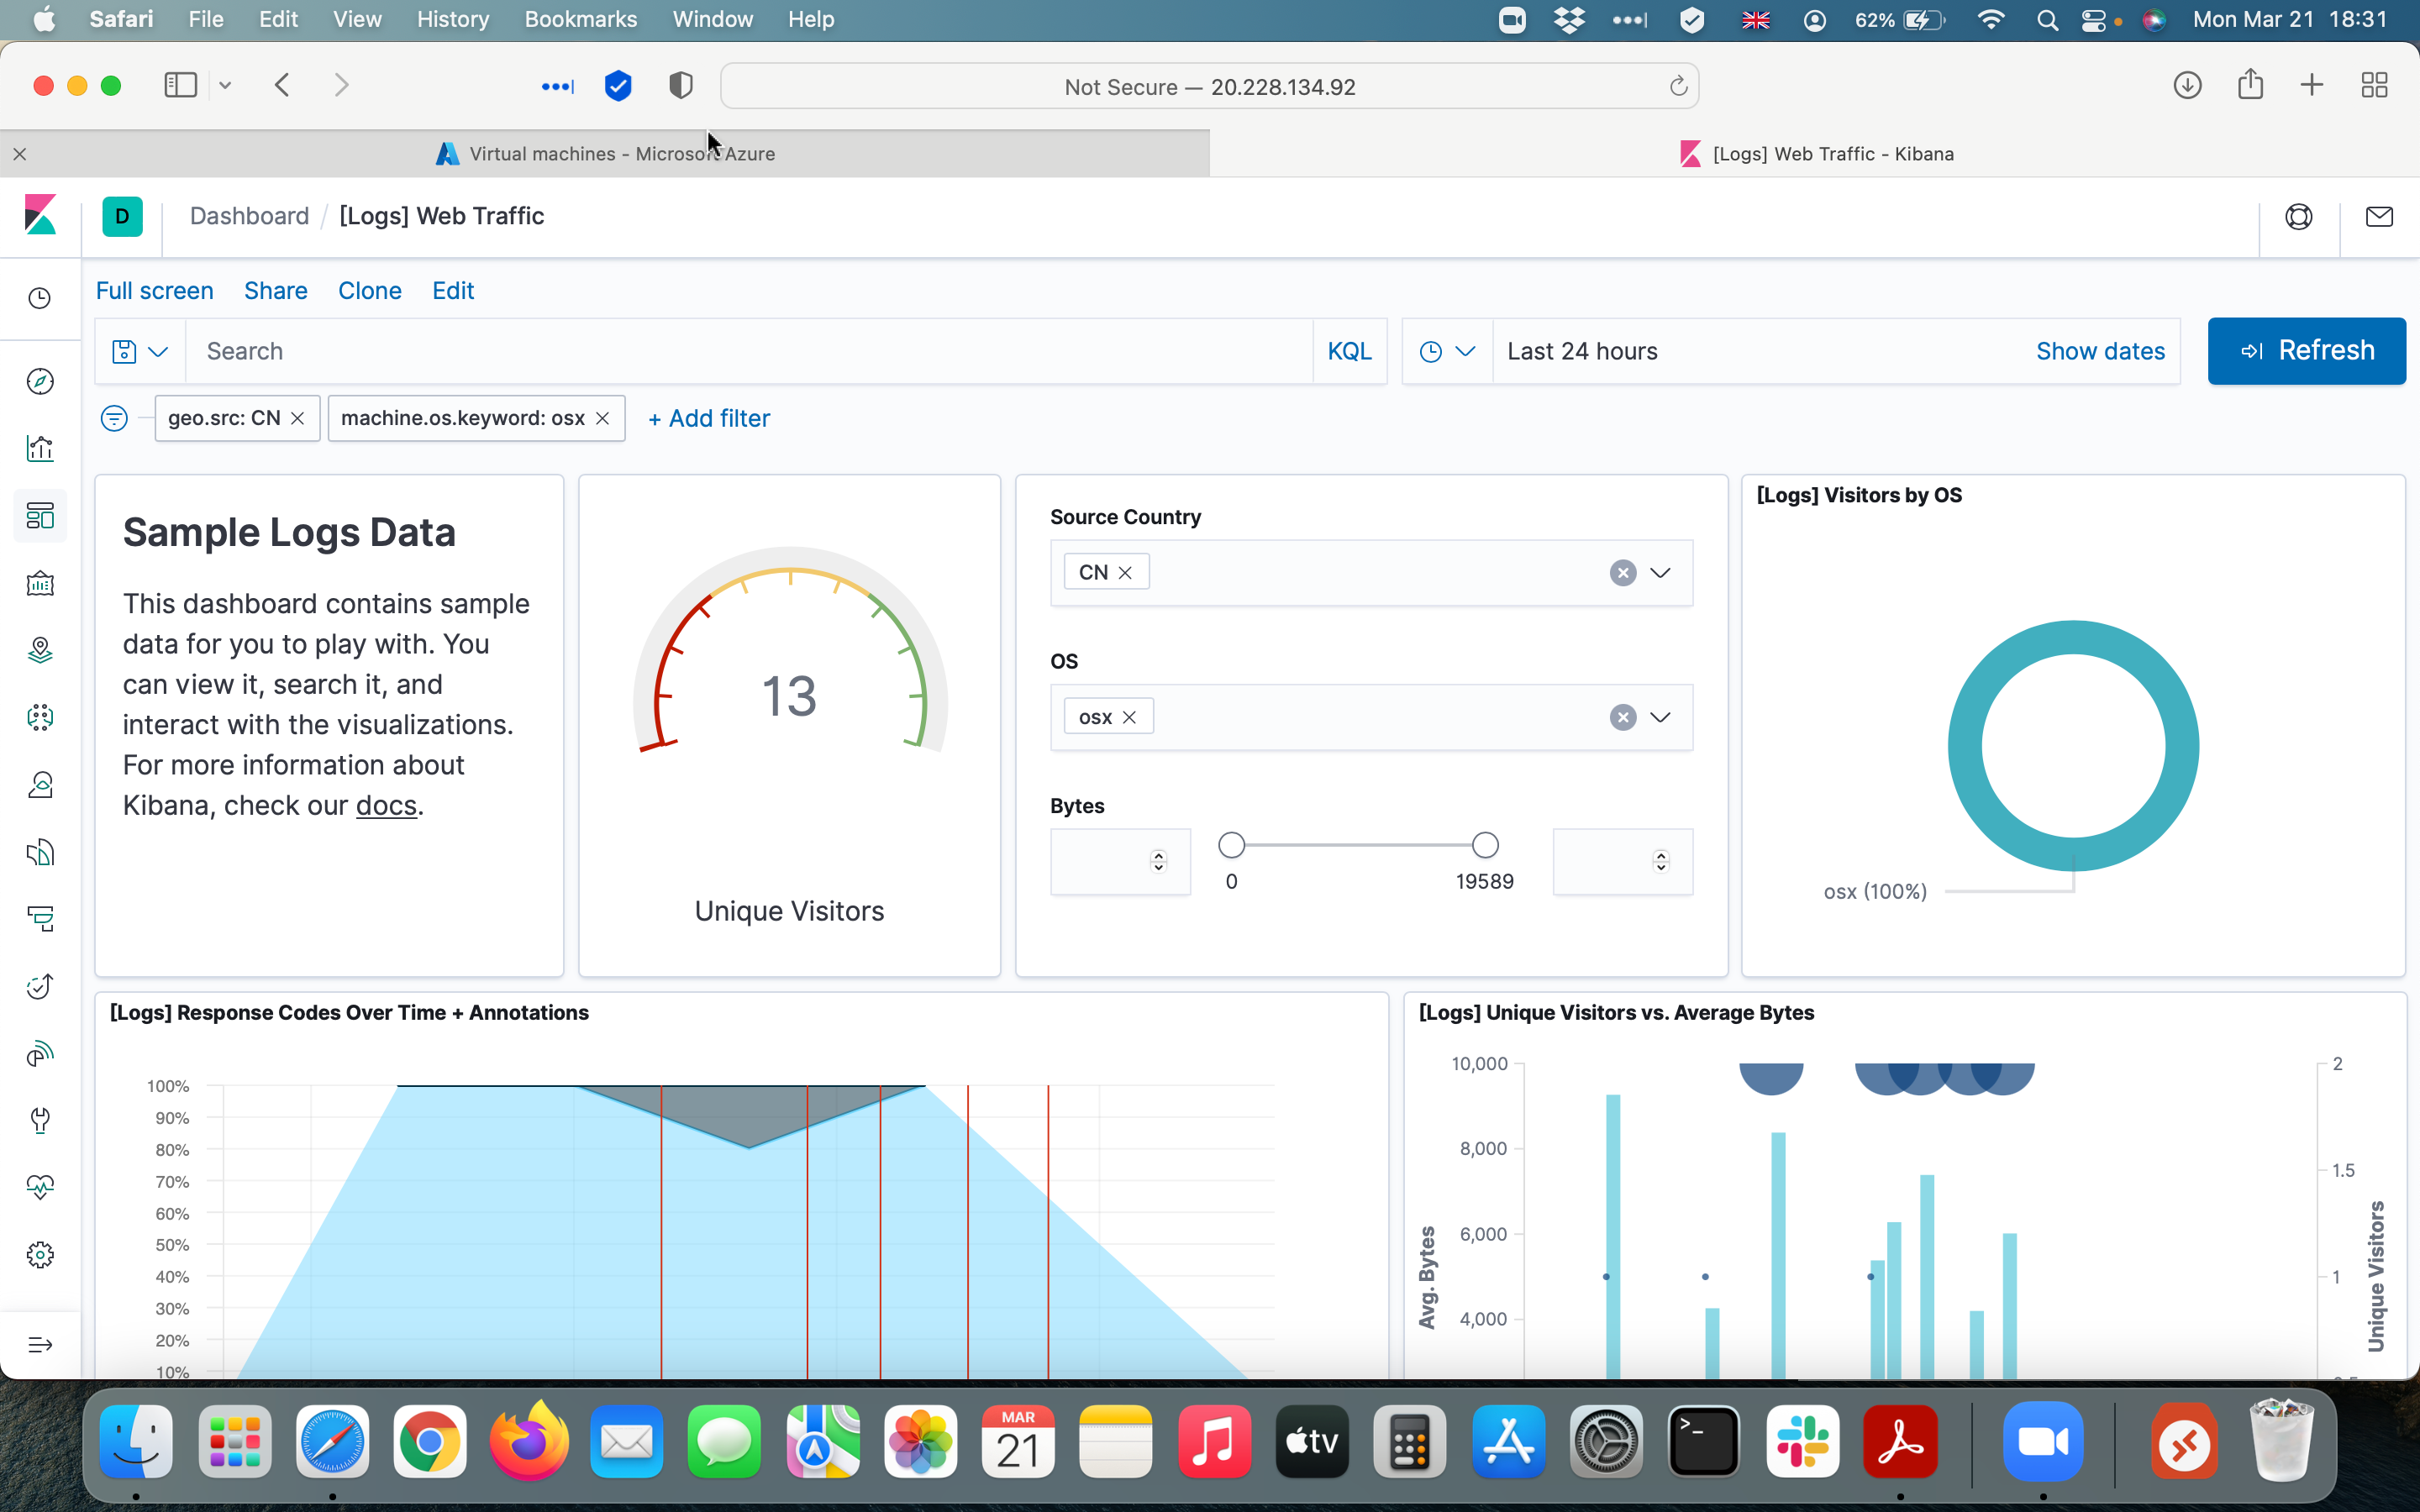 Safari File Edit View History Bookmarks Window Help 62% Mon Mar 21 18:31
Not Secure — 20.228.134.92
Virtual machines - Microsoft Azure
[Logs] Web Traffic - Kibana
D Dashboard / [Logs] Web Traffic
Full screen Share Clone Edit
Search KQL Last 24 hours Show dates Refresh
geo.src: CN machine.os.keyword: osx + Add filter
Sample Logs Data
This dashboard contains sample
data for you to play with. You
can view it, search it, and
interact with the visualizations.
For more information about
Kibana, check our docs.
13
Unique Visitors
Source Country
CN
OS
osx
Bytes
0 19589
[Logs] Visitors by OS
osx (100%)
[Logs] Response Codes Over Time + Annotations
100%
90%
80%
70%
60%
50%
40%
30%
20%
10%
[Logs] Unique Visitors vs. Average Bytes
10,000
8,000
6,000
4,000
Avg. Bytes
2
1.5
1
Unique Visitors
MAR
21
tv
>_